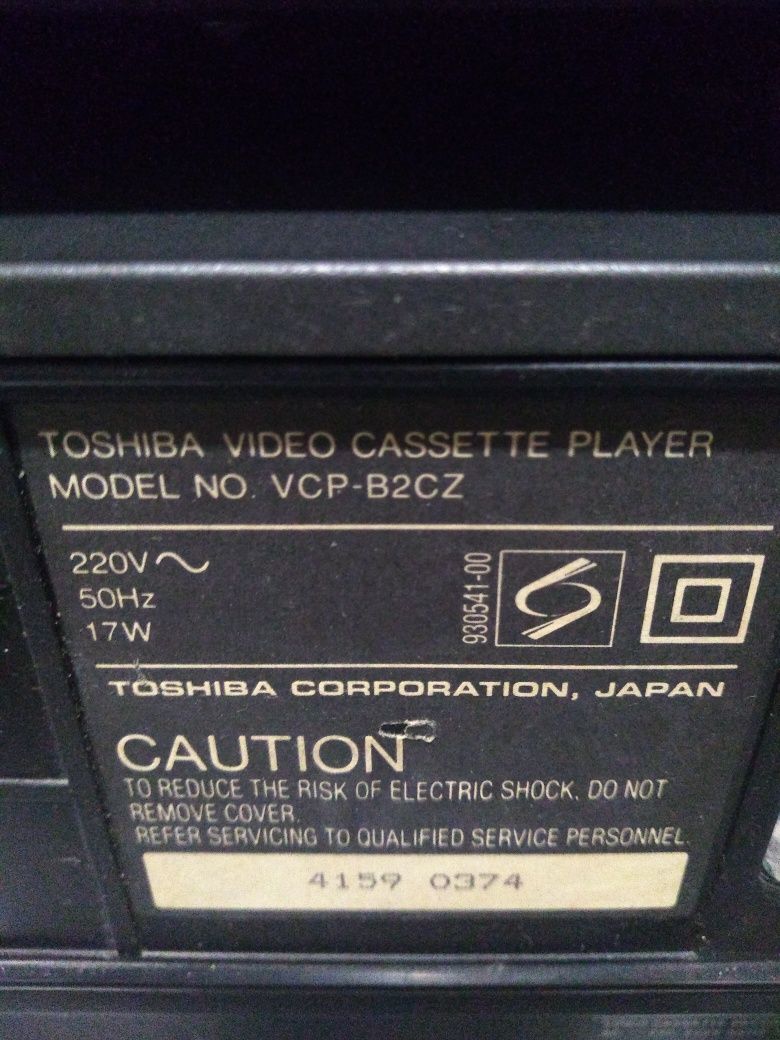 TOSHIBA VIDEO CASSETTE PLAYER
MODEL NO. VCP-B2CZ
220V
50Hz
17W
930541-00
TOSHIBA CORPORATION, JAPAN
CAUTION
TO REDUCE THE RISK OF ELECTRIC SHOCK, DO NOT
REMOVE COVER.
REFER SERVICING TO QUALIFIED SERVICE PERSONNEL.
4159 0374